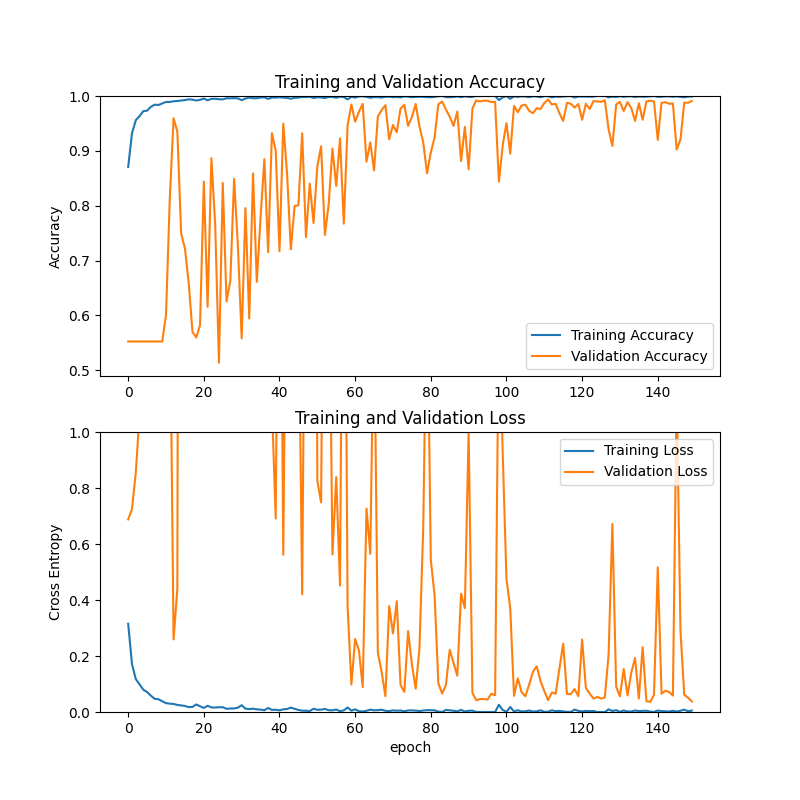 Training and Validation Accuracy
1.0
0.9
0.8
0.7
0.6
0.5
Accuracy
Training Accuracy
Validation Accuracy
0 20 40 60 80 100 120 140
Training and Validation Loss
1.0
0.8
0.6
0.4
0.2
0.0
Cross Entropy
Training Loss
Validation Loss
0 20 40 60 80 100 120 140
epoch